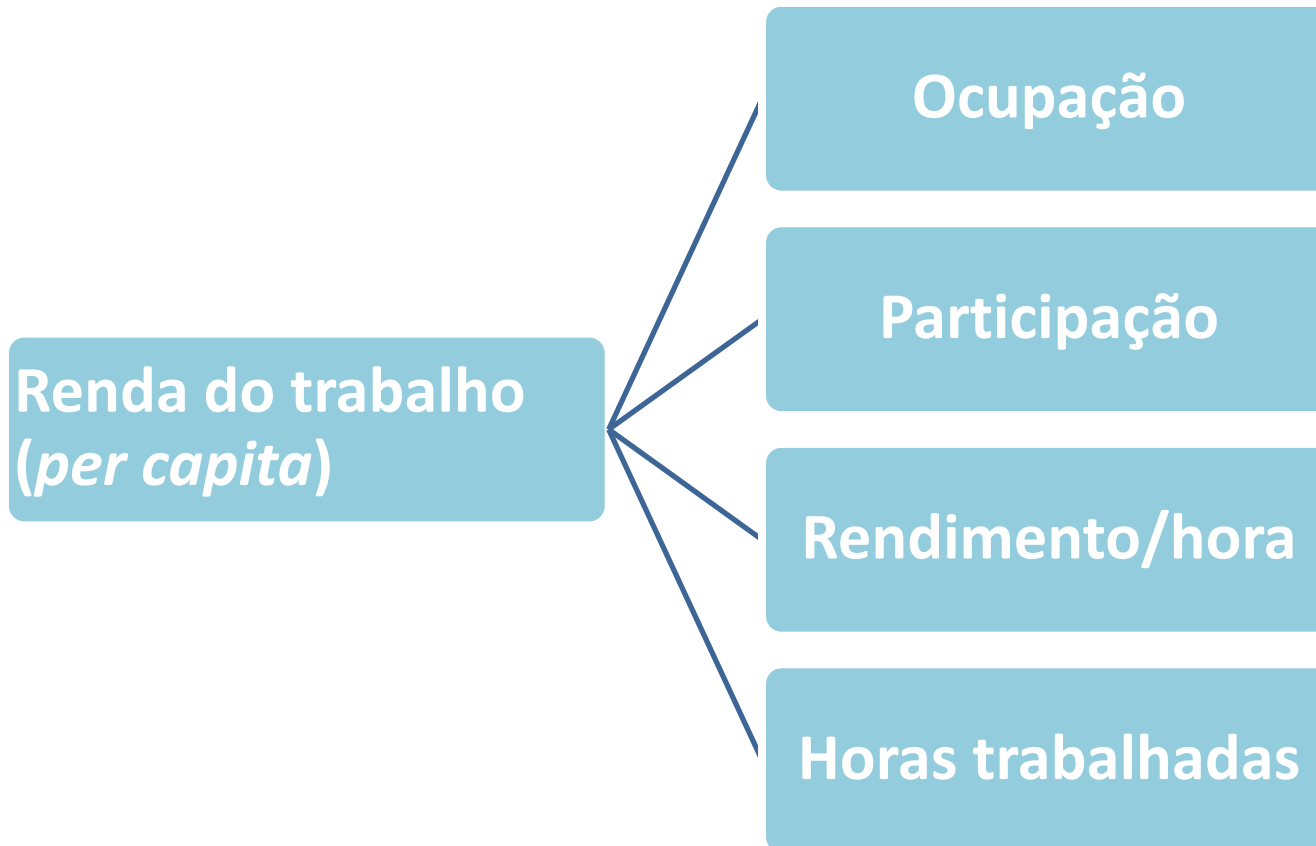 Ocupação
Participação
Renda do trabalho
(per capita)
Rendimento/hora
Horas trabalhadas